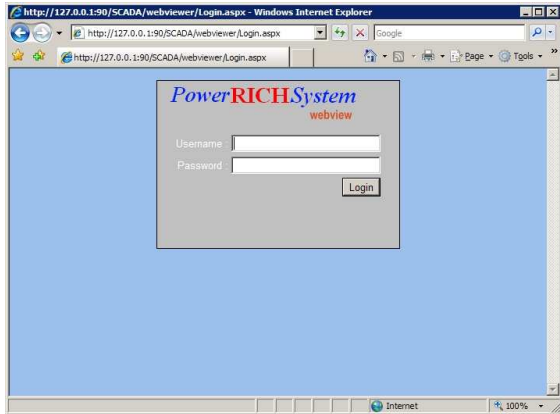 http://127.0.0.1:90/SCADA/webviewer/Login.aspx - Windows Internet Explorer
http://127.0.0.1:90/SCADA/webviewer/Login.aspx
Google
http://127.0.0.1:90/SCADA/webviewer/Login.aspx
Page
Tools
PowerRICHSystem
webview
Username :
Password :
Login
Internet
100%